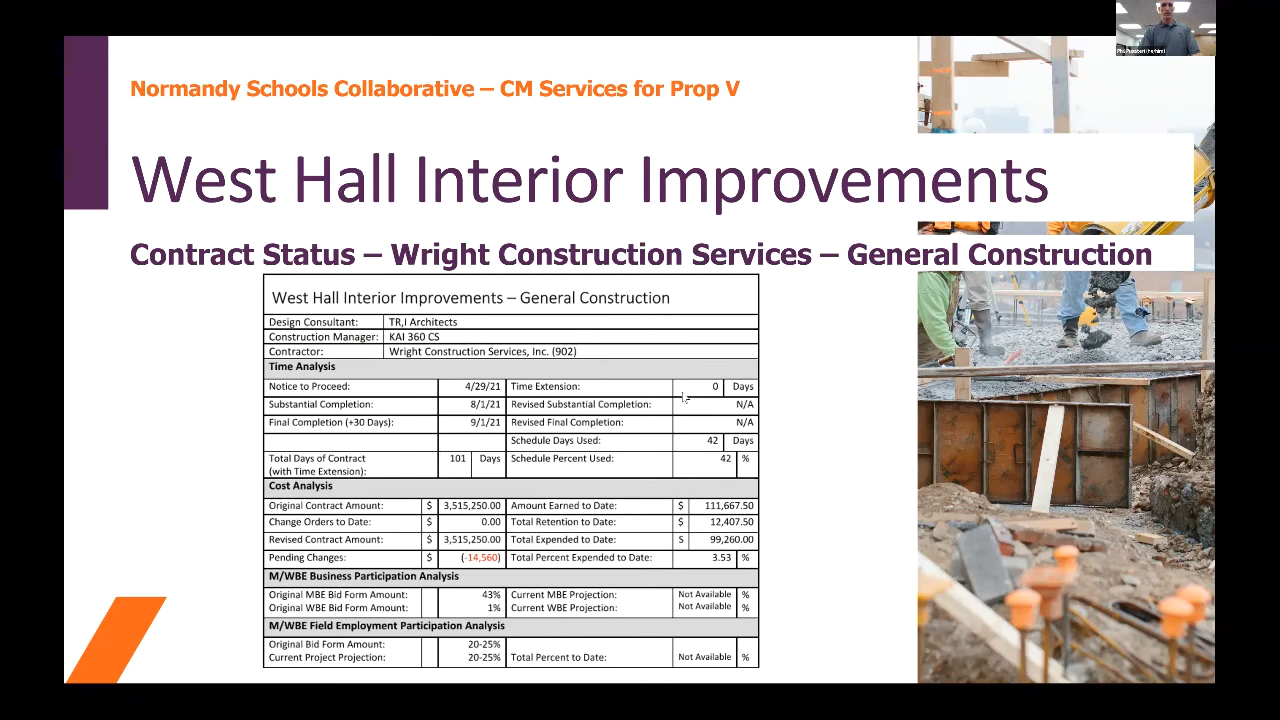 Phil Pusateri (he/him)
Normandy Schools Collaborative – CM Services for Prop V
West Hall Interior Improvements
Contract Status – Wright Construction Services – General Construction
West Hall Interior Improvements – General Construction
Design Consultant: TR,I Architects
Construction Manager: KAI 360 CS
Contractor: Wright Construction Services, Inc. (902)
Time Analysis
Notice to Proceed: 4/29/21 Time Extension: 0 Days
Substantial Completion: 8/1/21 Revised Substantial Completion: N/A
Final Completion (+30 Days): 9/1/21 Revised Final Completion: N/A
Schedule Days Used: 42 Days
Total Days of Contract 101 Days Schedule Percent Used: 42 %
(with Time Extension):
Cost Analysis
Original Contract Amount: $ 3,515,250.00 Amount Earned to Date: $ 111,667.50
Change Orders to Date: $ 0.00 Total Retention to Date: $ 12,407.50
Revised Contract Amount: $ 3,515,250.00 Total Expended to Date: $ 99,260.00
Pending Changes: $ (-14,560) Total Percent Expended to Date: 3.53 %
M/WBE Business Participation Analysis
Original MBE Bid Form Amount: 43% Current MBE Projection: Not Available %
Original WBE Bid Form Amount: 1% Current WBE Projection: Not Available %
M/WBE Field Employment Participation Analysis
Original Bid Form Amount: 20-25%
Current Project Projection: 20-25% Total Percent to Date: Not Available %